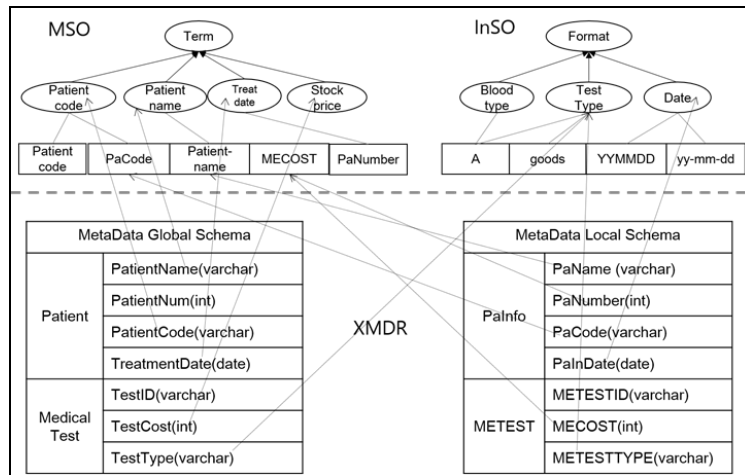 MSO
InSO
Term
Format
Patient
code
Patient
name
Treat
date
Stock
price
Blood
type
Test
Type
Date
Patient
code
PaCode
Patient-
name
MECOST
PaNumber
A
goods
YYMMDD
yy-mm-dd
MetaData Global Schema
Patient
PatientName(varchar)
PatientNum(int)
PatientCode(varchar)
TreatmentDate(date)
Medical
Test
TestID(varchar)
TestCost(int)
TestType(varchar)
XMDR
MetaData Local Schema
PaInfo
PaName (varchar)
PaNumber(int)
PaCode(varchar)
PaInDate(date)
METEST
METESTID(varchar)
MECOST(int)
METESTTYPE(varchar)